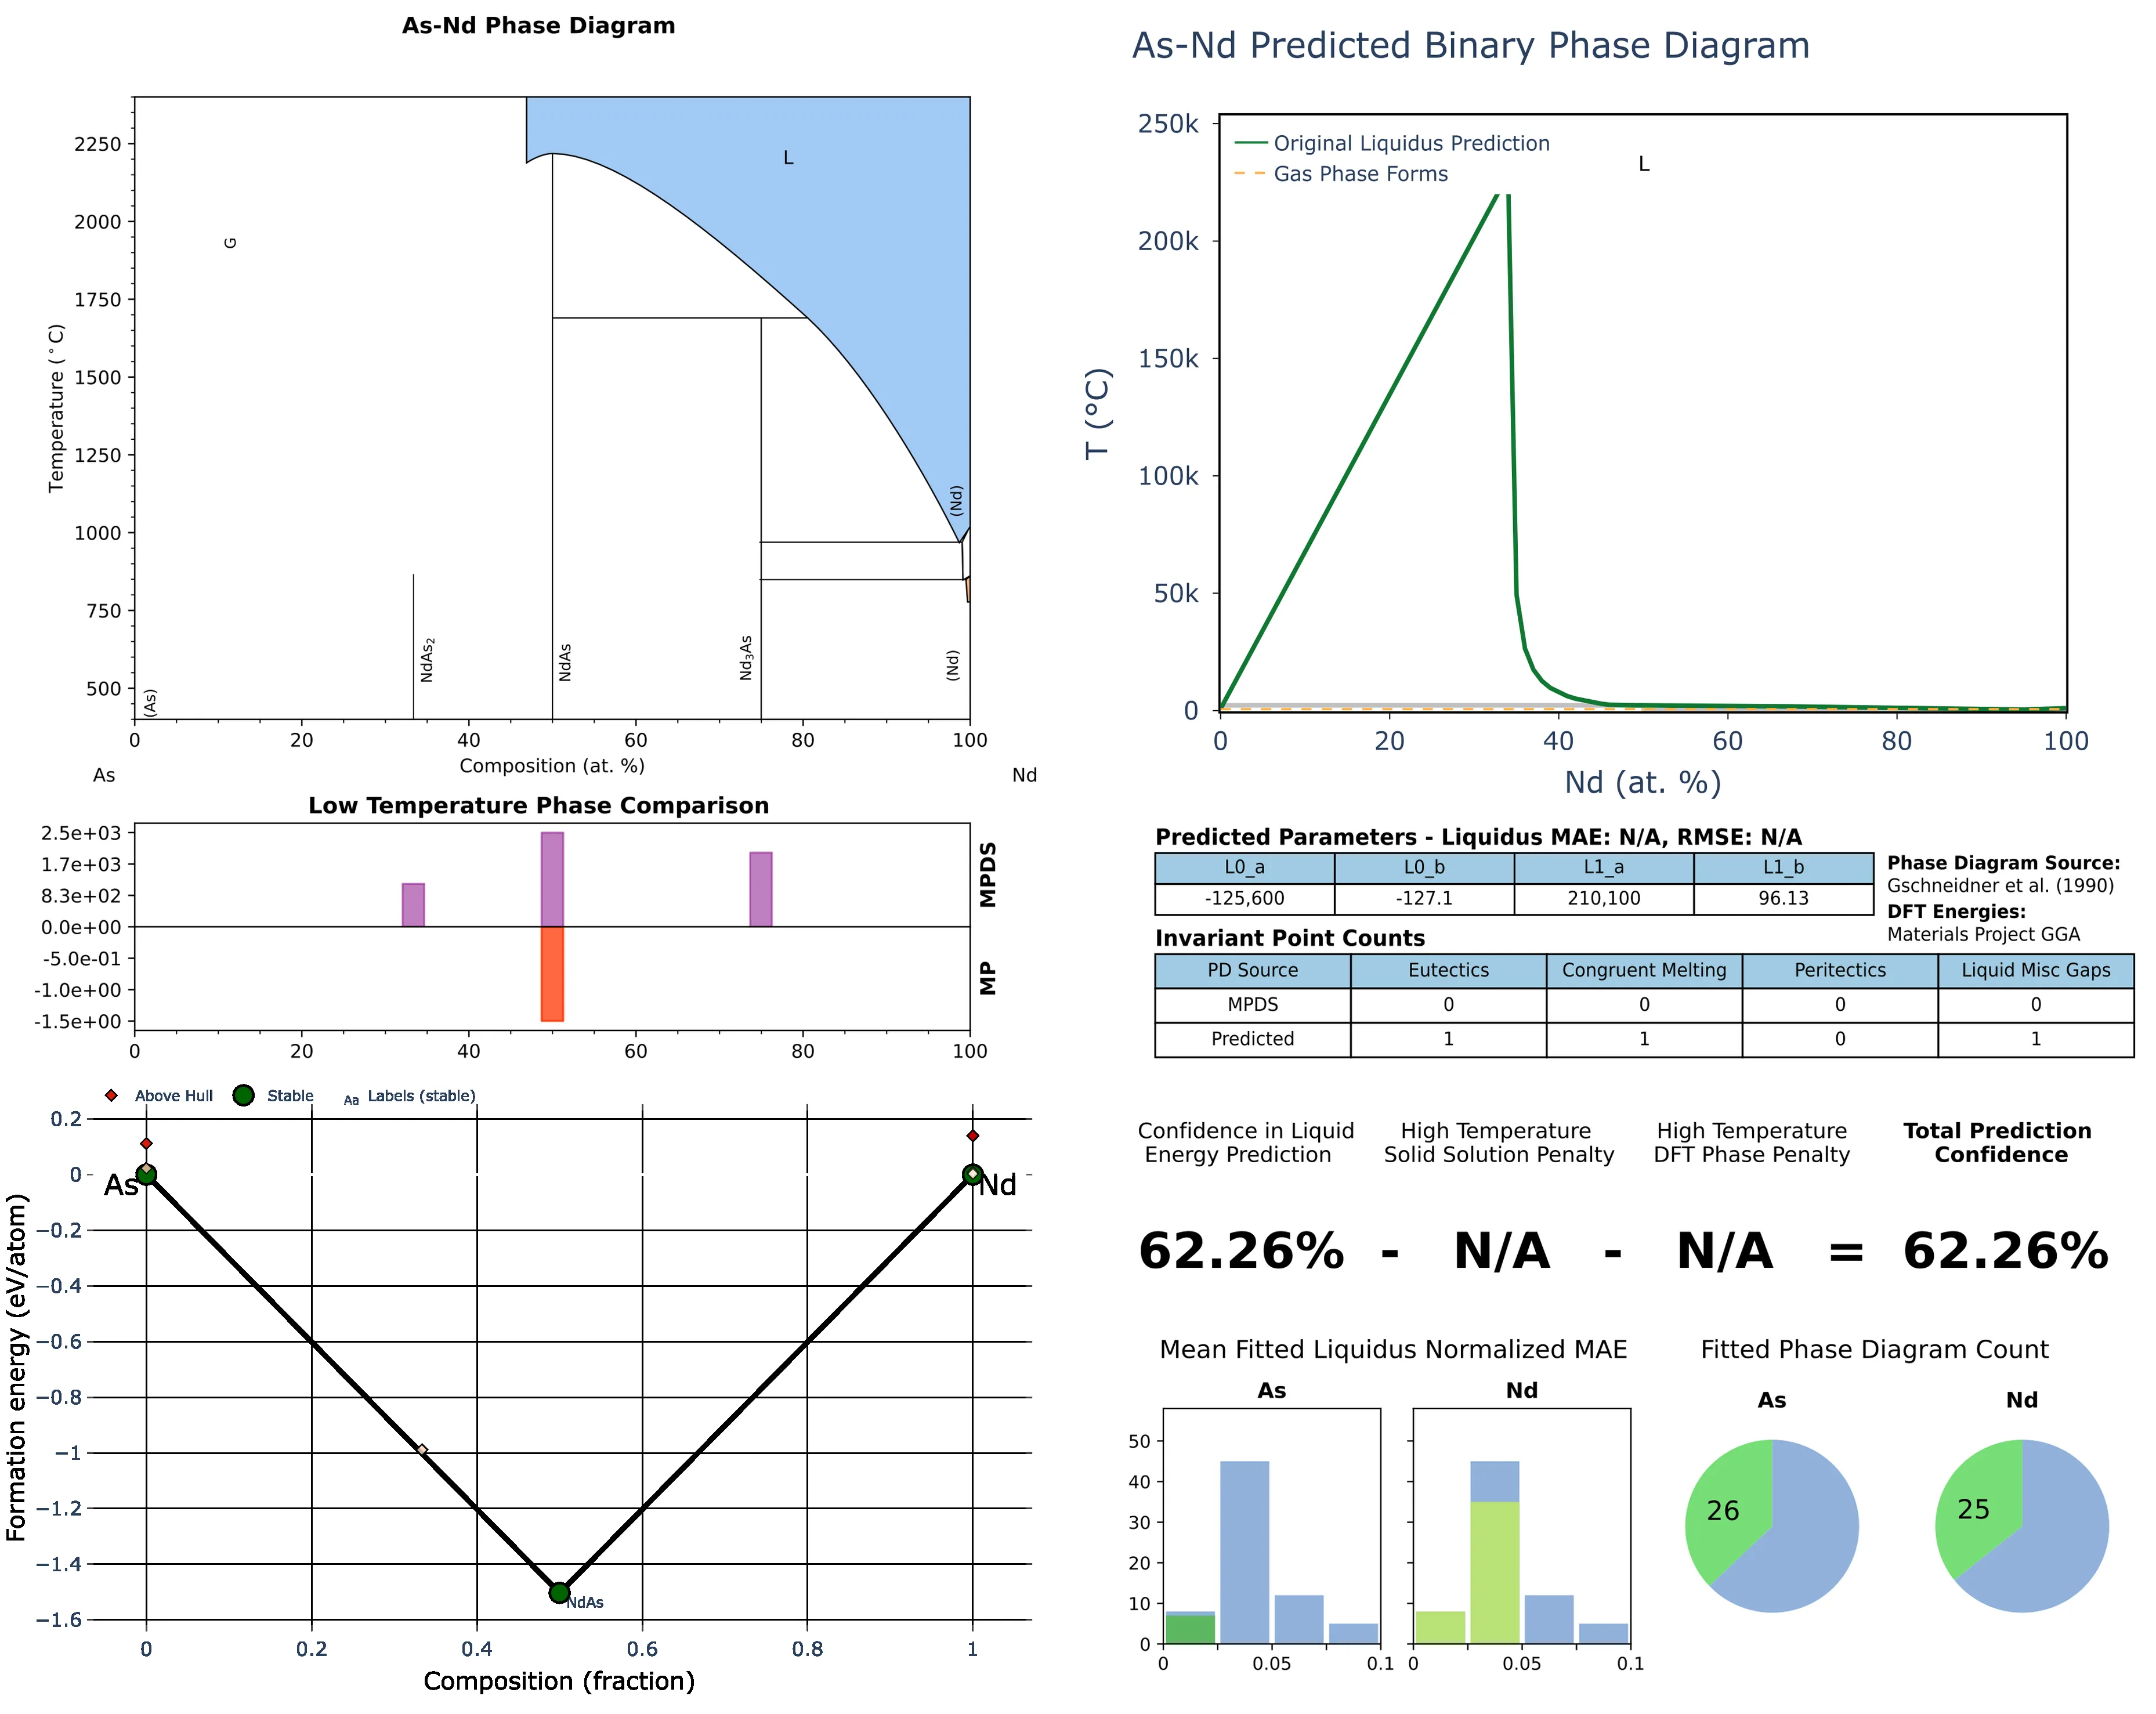 As-Nd Phase Diagram
Temperature (°C)
2250
2000
1750
1500
1250
1000
750
500
G
L
(Nd)
(As)
NdAs₂
NdAs
Nd₃As
(Nd)
0 20 40 60 80 100
Composition (at. %)
As Nd
Low Temperature Phase Comparison
2.5e+03
1.7e+03
8.3e+02
0.0e+00
-5.0e-01
-1.0e+00
-1.5e+00
MPDS
MP
0 20 40 60 80 100
Above Hull Stable Aa Labels (stable)
Formation energy (eV/atom)
0.2
0
−0.2
−0.4
−0.6
−0.8
−1
−1.2
−1.4
−1.6
As Nd
NdAs
0 0.2 0.4 0.6 0.8 1
Composition (fraction)
As-Nd Predicted Binary Phase Diagram
T (°C)
250k
200k
150k
100k
50k
0
Original Liquidus Prediction
Gas Phase Forms
L
0 20 40 60 80 100
Nd (at. %)
Predicted Parameters - Liquidus MAE: N/A, RMSE: N/A
L0_a L0_b L1_a L1_b
-125,600 -127.1 210,100 96.13
Phase Diagram Source:
Gschneidner et al. (1990)
DFT Energies:
Materials Project GGA
Invariant Point Counts
PD Source Eutectics Congruent Melting Peritectics Liquid Misc Gaps
MPDS 0 0 0 0
Predicted 1 1 0 1
Confidence in Liquid
Energy Prediction
High Temperature
Solid Solution Penalty
High Temperature
DFT Phase Penalty
Total Prediction
Confidence
62.26% - N/A - N/A = 62.26%
Mean Fitted Liquidus Normalized MAE
As Nd
50
40
30
20
10
0
0 0.05 0.1 0 0.05 0.1
Fitted Phase Diagram Count
As Nd
26 25